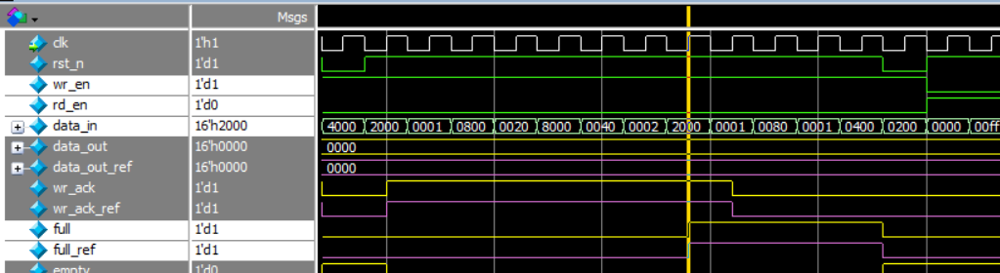 Msgs
clk 1'h1
rst_n 1'd1
wr_en 1'd1
rd_en 1'd0
data_in 16'h2000 4000 2000 0001 0800 0020 8000 0040 0002 2000 0001 0080 0001 0400 0200 0000 00ff
data_out 16'h0000 0000
data_out_ref 16'h0000 0000
wr_ack 1'd1
wr_ack_ref 1'd1
full 1'd1
full_ref 1'd1
empty 1'd0